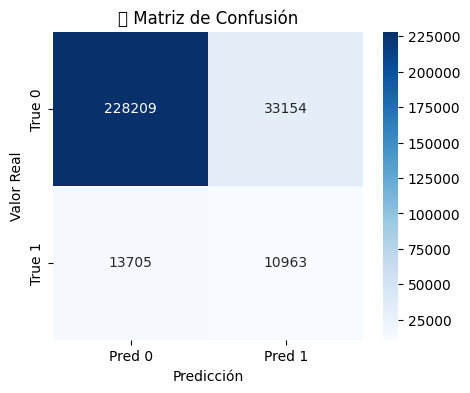 ▯ Matriz de Confusión
True 0
228209
33154
True 1
13705
10963
Pred 0
Pred 1
Valor Real
Predicción
225000
200000
175000
150000
125000
100000
75000
50000
25000